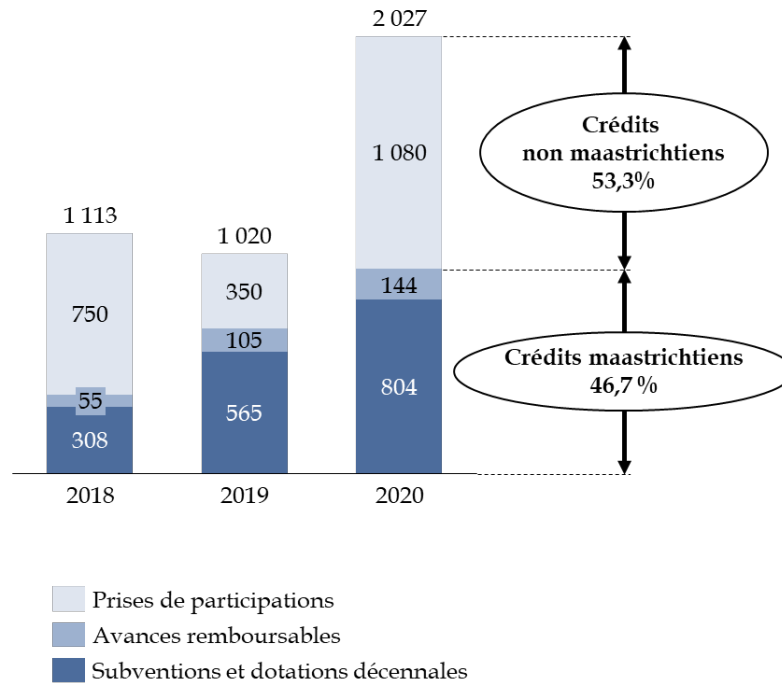 2 027
1 080
Crédits
non maastrichtiens
53,3%
1 113
1 020
750
350
144
55
105
308
565
804
Crédits maastrichtiens
46,7 %
2018
2019
2020
Prises de participations
Avances remboursables
Subventions et dotations décennales